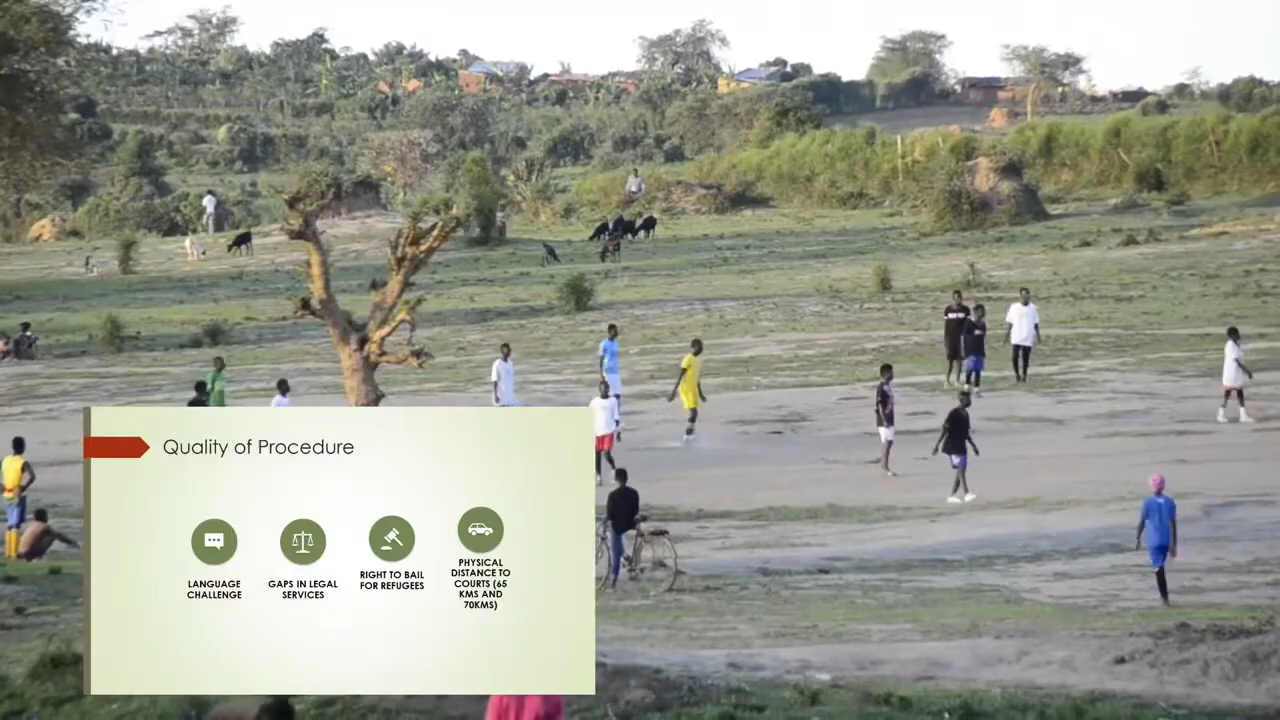 Quality of Procedure
LANGUAGE
CHALLENGE
GAPS IN LEGAL
SERVICES
RIGHT TO BAIL
FOR REFUGEES
PHYSICAL
DISTANCE TO
COURTS (65
KMS AND
70KMS)